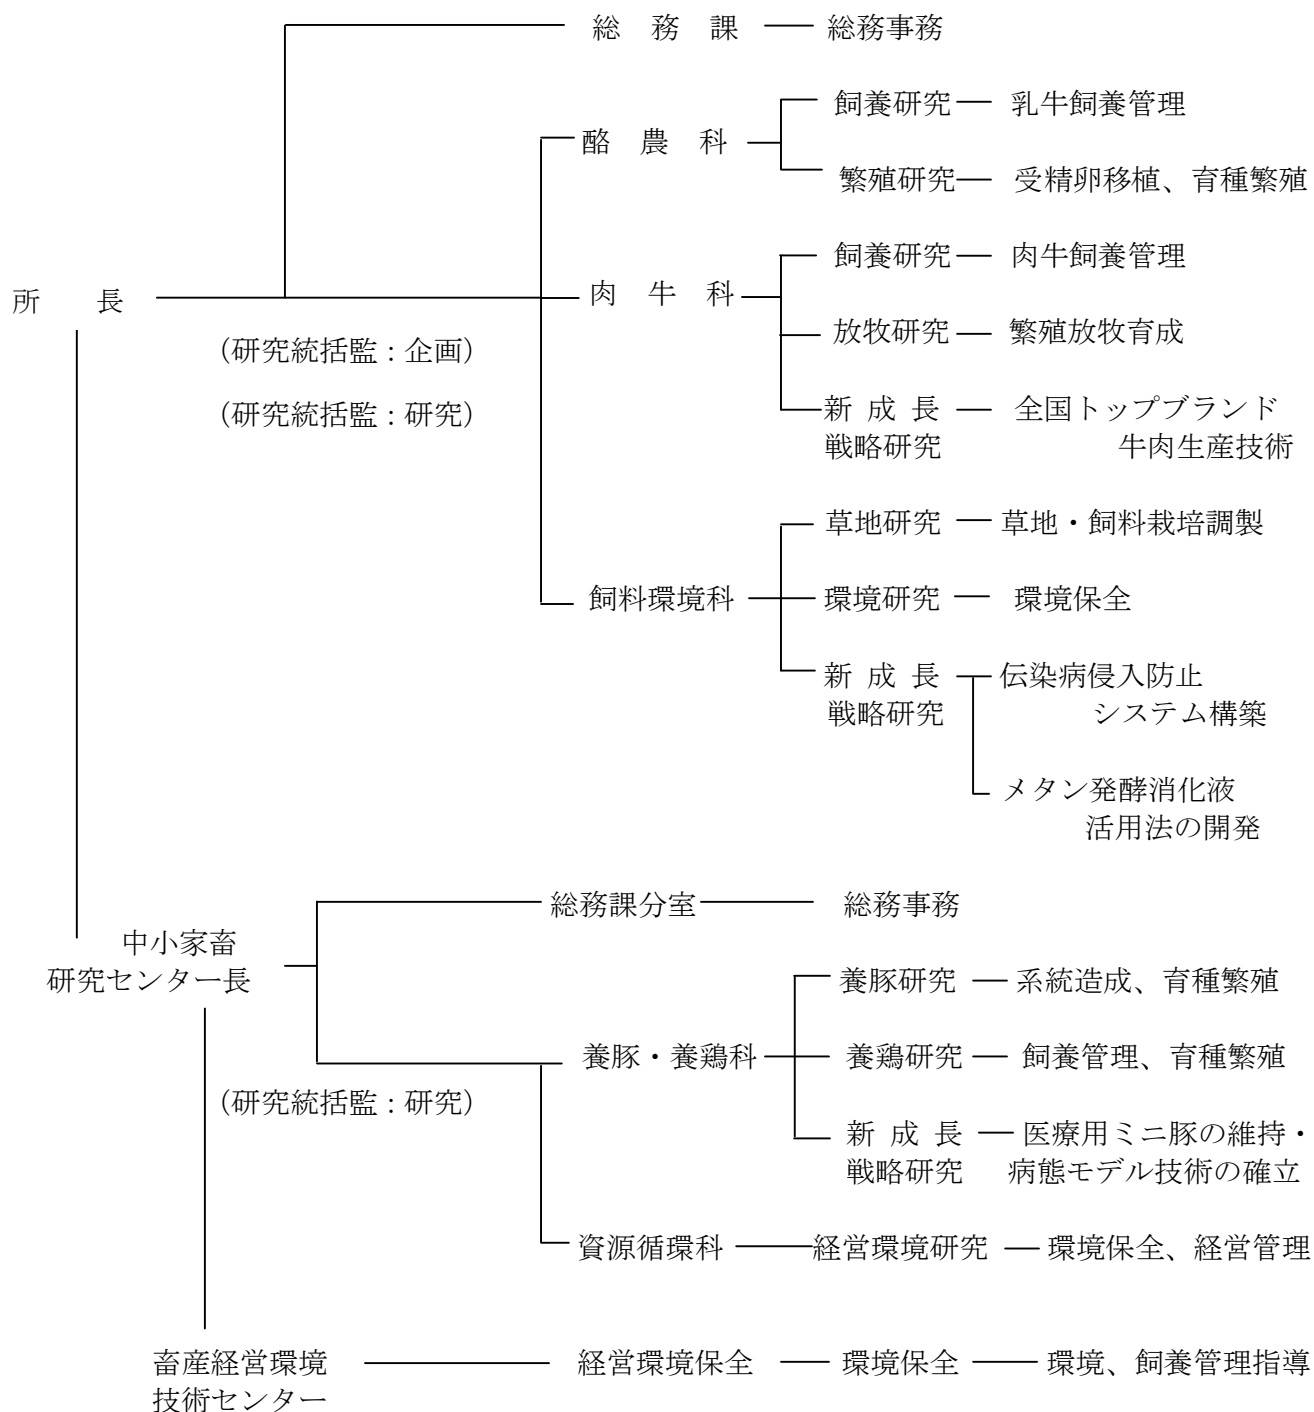 総務課 総務事務
飼養研究 乳牛飼養管理
酪農科
繁殖研究 受精卵移植、育種繁殖
飼養研究 肉牛飼養管理
所長 肉牛科
(研究統括監:企画) 放牧研究 繁殖放牧育成
(研究統括監:研究) 新成長 全国トップブランド
戦略研究 牛肉生産技術
草地研究 草地・飼料栽培調製
飼料環境科 環境研究 環境保全
新成長 伝染病侵入防止
戦略研究 システム構築
メタン発酵消化液
活用法の開発
総務課分室 総務事務
中小家畜
研究センター長 養豚研究 系統造成、育種繁殖
養豚・養鶏科 養鶏研究 飼養管理、育種繁殖
(研究統括監:研究)
新成長 医療用ミニ豚の維持・
戦略研究 病態モデル技術の確立
資源循環科 経営環境研究 環境保全、経営管理
畜産経営環境 経営環境保全 環境保全 環境、飼養管理指導
技術センター